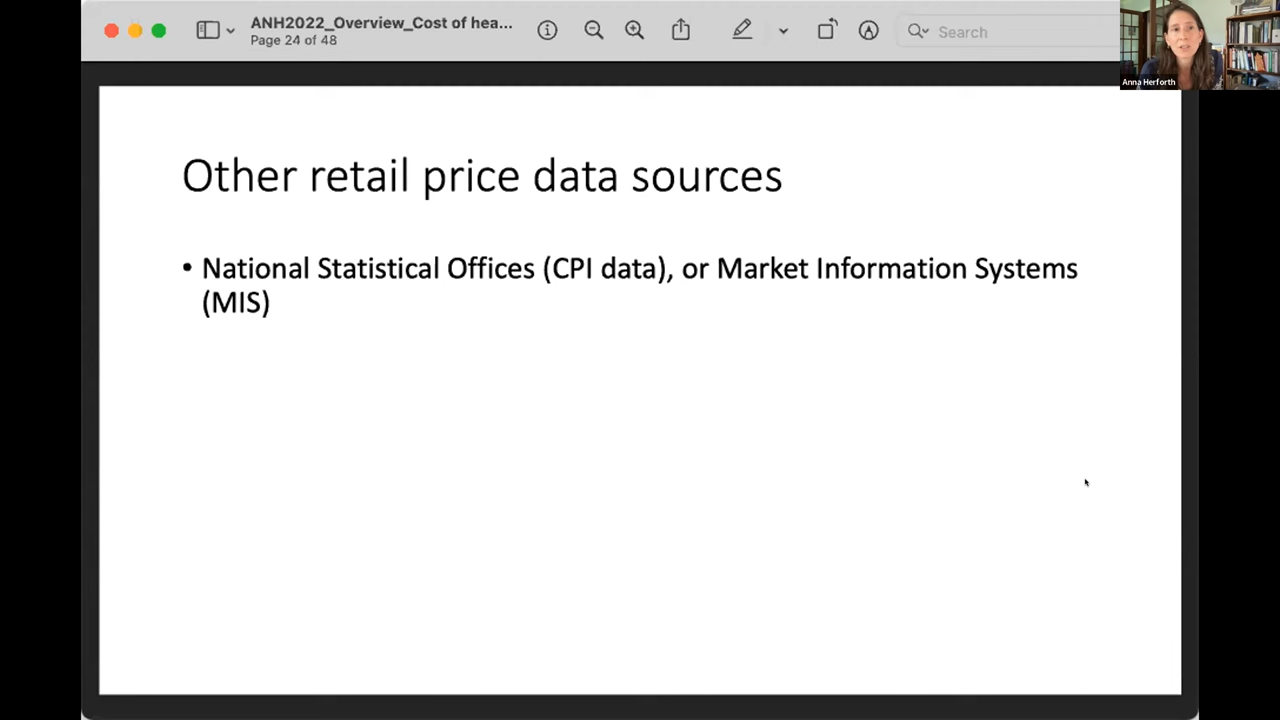 ANH2022_Overview_Cost of hea...
Page 24 of 48
Search
Anna Herforth
Other retail price data sources
• National Statistical Offices (CPI data), or Market Information Systems
(MIS)